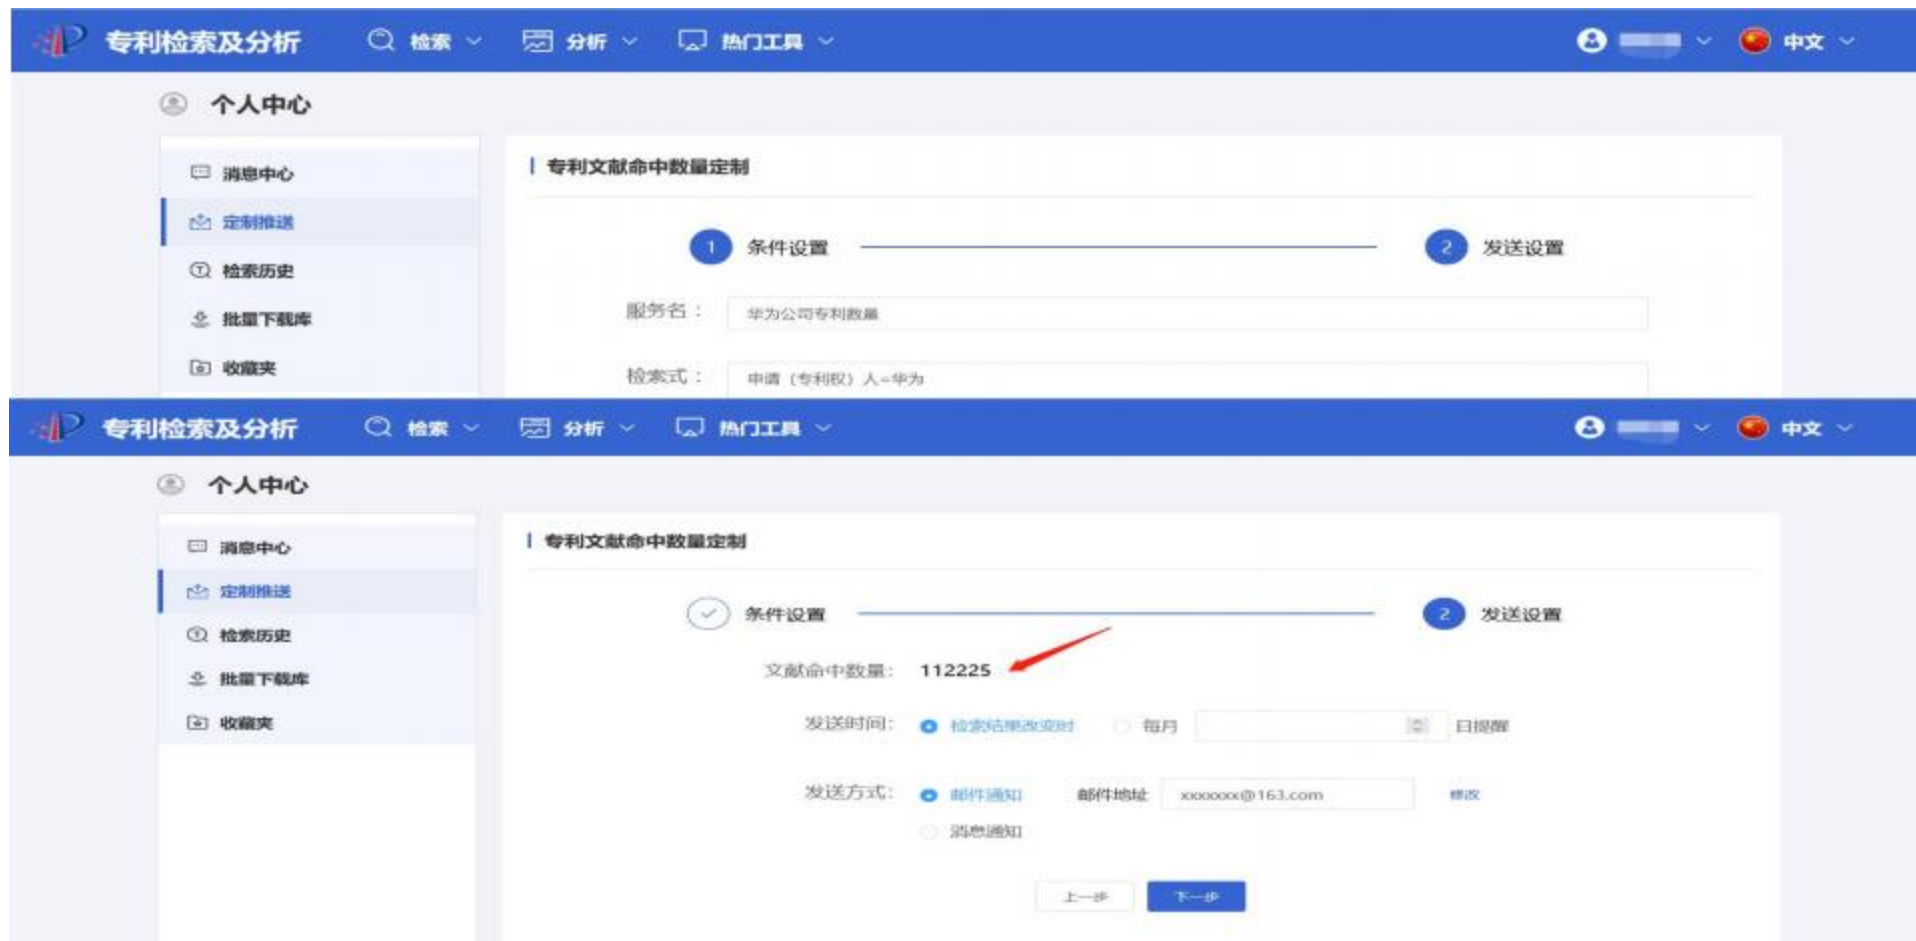 专利检索及分析 检索 分析 热门工具 中文
个人中心
消息中心
定制推送
检索历史
批量下载库
收藏夹
专利文献命中数量定制
1 条件设置 2 发送设置
服务名： 华为公司专利数量
检索式： 申请（专利权）人=华为
专利检索及分析 检索 分析 热门工具 中文
个人中心
消息中心
定制推送
检索历史
批量下载库
收藏夹
专利文献命中数量定制
条件设置 2 发送设置
文献命中数量: 112225
发送时间: 检索结果改变时 每月 日提醒
发送方式: 邮件通知 邮件地址 xxxxxxx@163.com 修改
消息通知
上一步 下一步